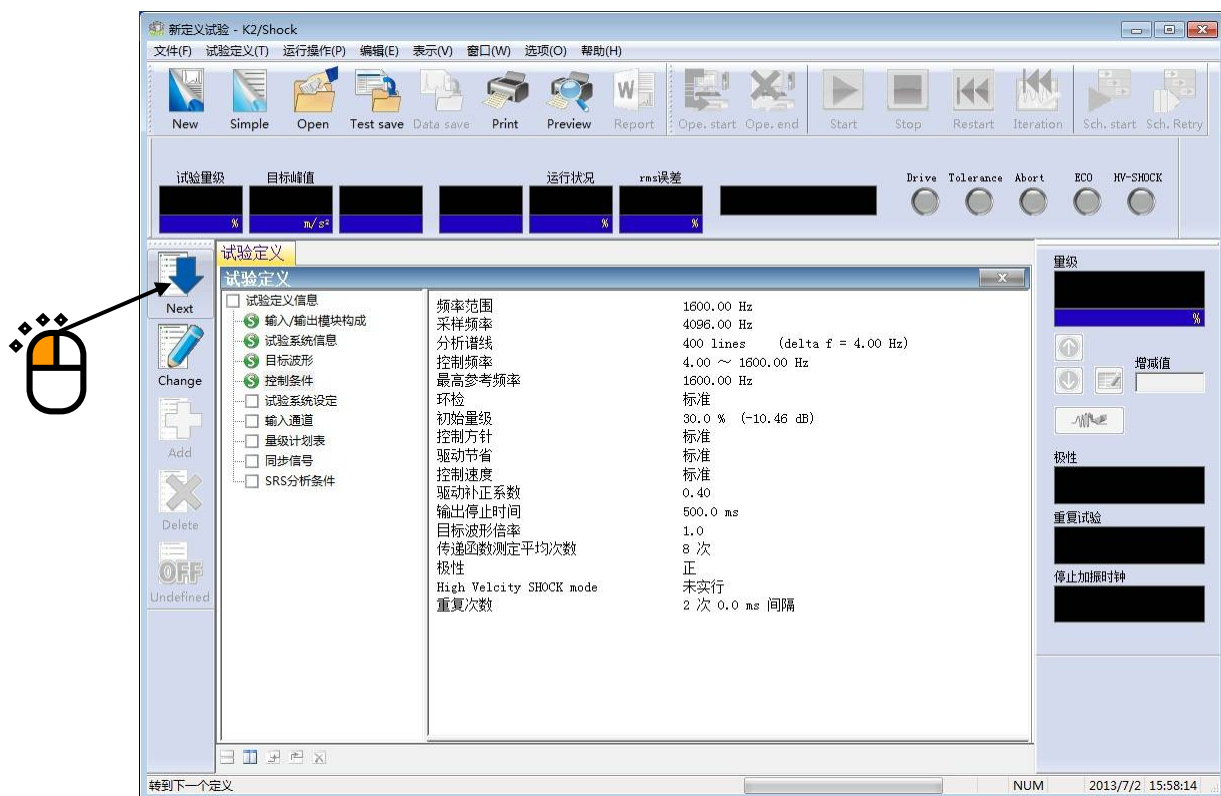 新定义试验 - K2/Shock
文件(F) 试验定义(T) 运行操作(P) 编辑(E) 表示(V) 窗口(W) 选项(O) 帮助(H)
New Simple Open Test save Data save Print Preview Report Ope. start Ope. end Start Stop Restart Iteration Sch. start Sch. Retry
试验量级 目标峰值 运行状况 rms误差 Drive Tolerance Abort ECO HV-SHOCK
% m/s² % %
试验定义
试验定义
Next
Change
Add
Delete
OFF
Undefined
试验定义信息
输入/输出模块构成
试验系统信息
目标波形
控制条件
试验系统设定
输入通道
量级计划表
同步信号
SRS分析条件
频率范围 1600.00 Hz
采样频率 4096.00 Hz
分析谱线 400 lines (delta f = 4.00 Hz)
控制频率 4.00 ～ 1600.00 Hz
最高参考频率 1600.00 Hz
环检 标准
初始量级 30.0 % (-10.46 dB)
控制方针 标准
驱动节省 标准
控制速度 标准
驱动补正系数 0.40
输出停止时间 500.0 ms
目标波形倍率 1.0
传递函数测定平均次数 8 次
极性 正
High Velcity SHOCK mode 未实行
重复次数 2 次 0.0 ms 间隔
量级
%
增减值
极性
重复试验
停止加振时钟
转到下一个定义 NUM 2013/7/2 15:58:14